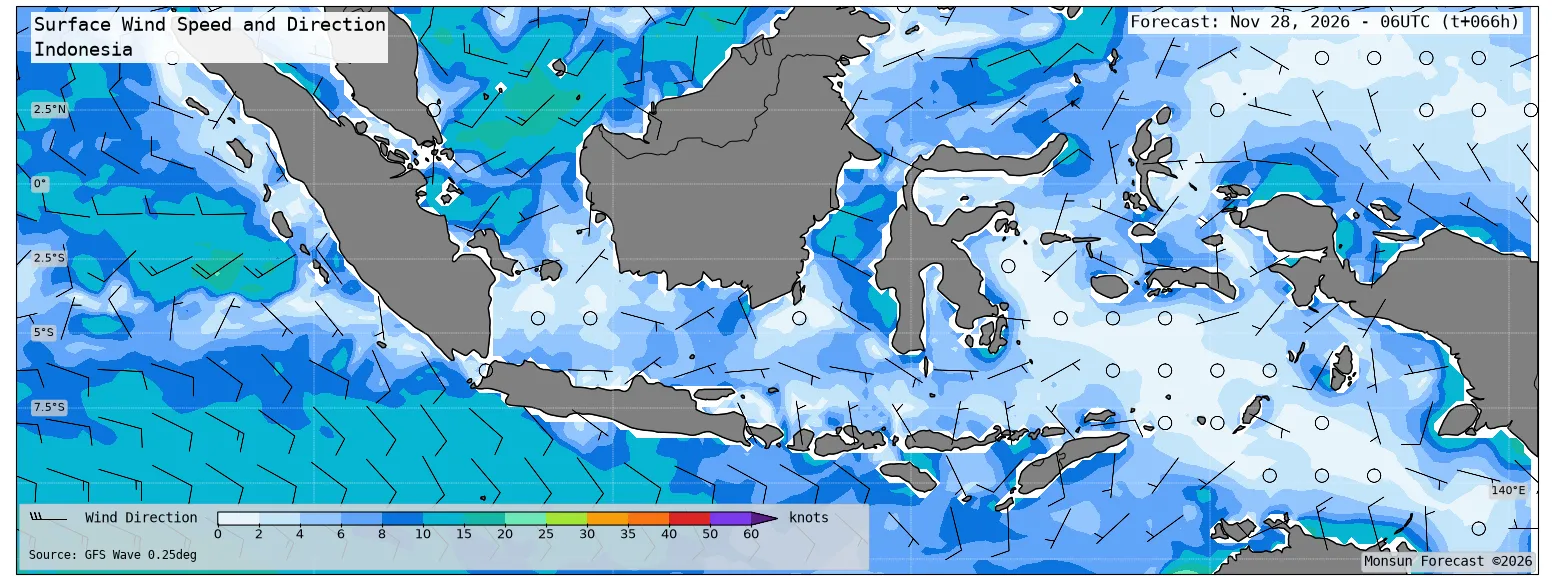 Surface Wind Speed and Direction
Indonesia
Forecast: Nov 28, 2026 - 06UTC (t+066h)
2.5°N
0°
2.5°S
5°S
7.5°S
140°E
Wind Direction
0 2 4 6 8 10 15 20 25 30 35 40 50 60 knots
Source: GFS Wave 0.25deg
Monsun Forecast ©2026